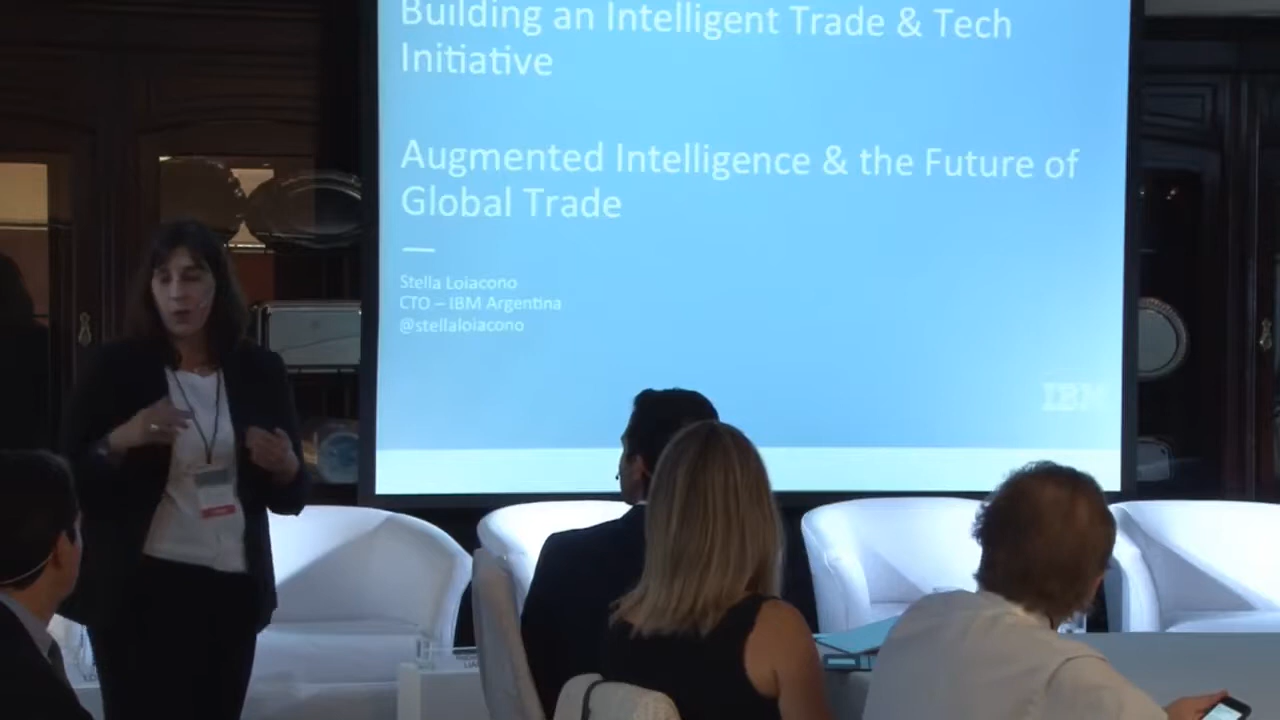 Building an Intelligent Trade & Tech
Initiative
Augmented Intelligence & the Future of
Global Trade
Stella Loiacono
CTO – IBM Argentina
@stellaloiacono
IBM